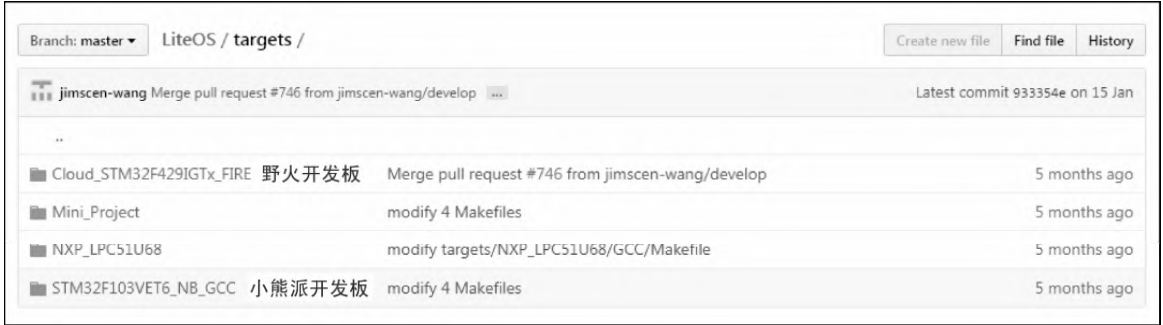 Branch: master LiteOS / targets / Create new file Find file History
jimscen-wang Merge pull request #746 from jimscen-wang/develop ... Latest commit 933354e on 15 Jan
..
Cloud_STM32F429IGTx_FIRE 野火开发板 Merge pull request #746 from jimscen-wang/develop 5 months ago
Mini_Project modify 4 Makefiles 5 months ago
NXP_LPC51U68 modify targets/NXP_LPC51U68/GCC/Makefile 5 months ago
STM32F103VET6_NB_GCC 小熊派开发板 modify 4 Makefiles 5 months ago